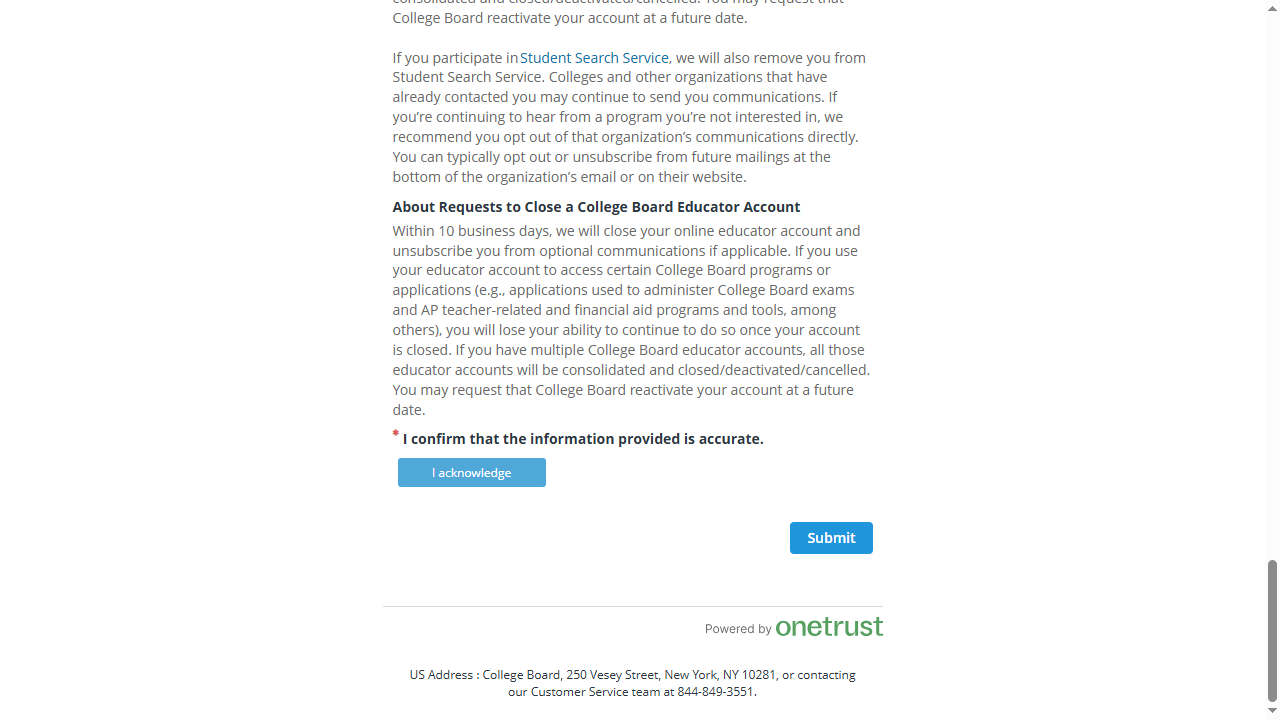 consolidated and closed/deactivated/cancelled. You may request that
College Board reactivate your account at a future date.
If you participate in Student Search Service, we will also remove you from
Student Search Service. Colleges and other organizations that have
already contacted you may continue to send you communications. If
you’re continuing to hear from a program you’re not interested in, we
recommend you opt out of that organization’s communications directly.
You can typically opt out or unsubscribe from future mailings at the
bottom of the organization’s email or on their website.
About Requests to Close a College Board Educator Account
Within 10 business days, we will close your online educator account and
unsubscribe you from optional communications if applicable. If you use
your educator account to access certain College Board programs or
applications (e.g., applications used to administer College Board exams
and AP teacher-related and financial aid programs and tools, among
others), you will lose your ability to continue to do so once your account
is closed. If you have multiple College Board educator accounts, all those
educator accounts will be consolidated and closed/deactivated/cancelled.
You may request that College Board reactivate your account at a future
date.
* I confirm that the information provided is accurate.
I acknowledge
Submit
Powered by onetrust
US Address : College Board, 250 Vesey Street, New York, NY 10281, or contacting
our Customer Service team at 844-849-3551.